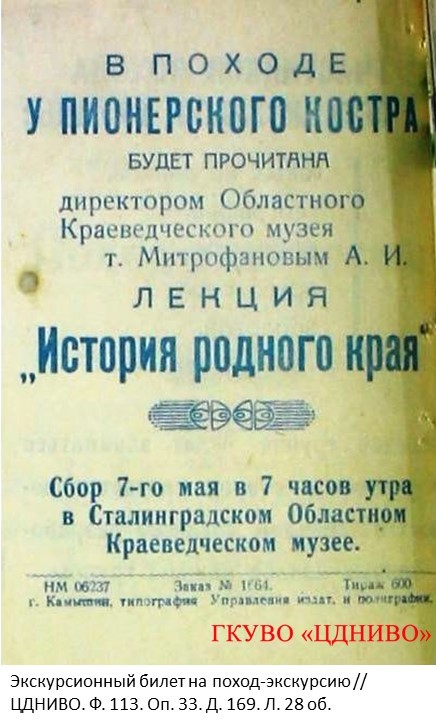 В ПОХОДЕ
У ПИОНЕРСКОГО КОСТРА
БУДЕТ ПРОЧИТАНА
директором Областного
Краеведческого музея
т. Митрофановым А. И.
ЛЕКЦИЯ
„История родного края“
Сбор 7-го мая в 7 часов утра
в Сталинградском Областном
Краеведческом музее.
НМ 06237 Заказ № 1664. Тираж 600
г. Камышин, типография Управления издат. и полиграфии.
ГКУВО «ЦДНИВО»
Экскурсионный билет на поход-экскурсию //
ЦДНИВО. Ф. 113. Оп. 33. Д. 169. Л. 28 об.